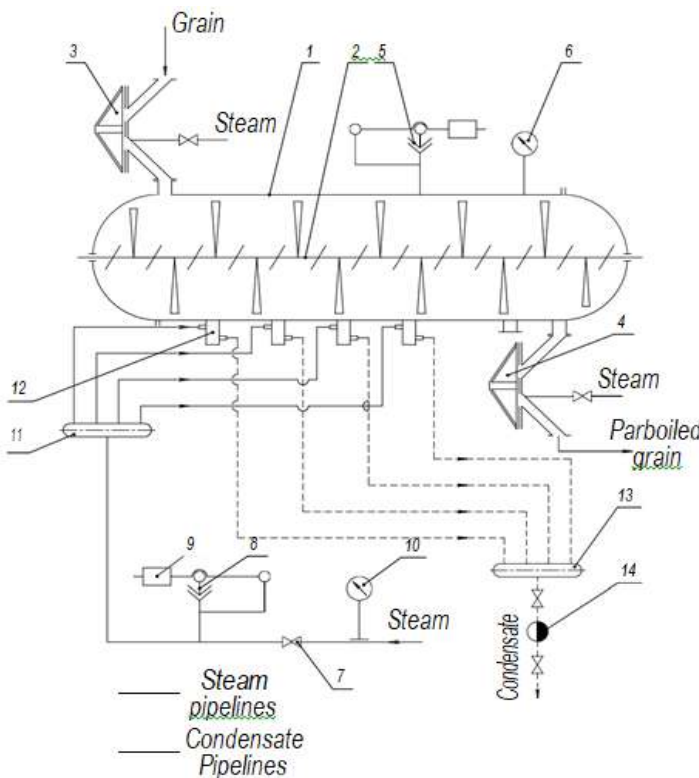 Grain
3
1
2 5
6
Steam
4
12
Steam
11
Parboiled
grain
13
9
8
10
14
Steam
Condensate
7
Steam
pipelines
Condensate
Pipelines